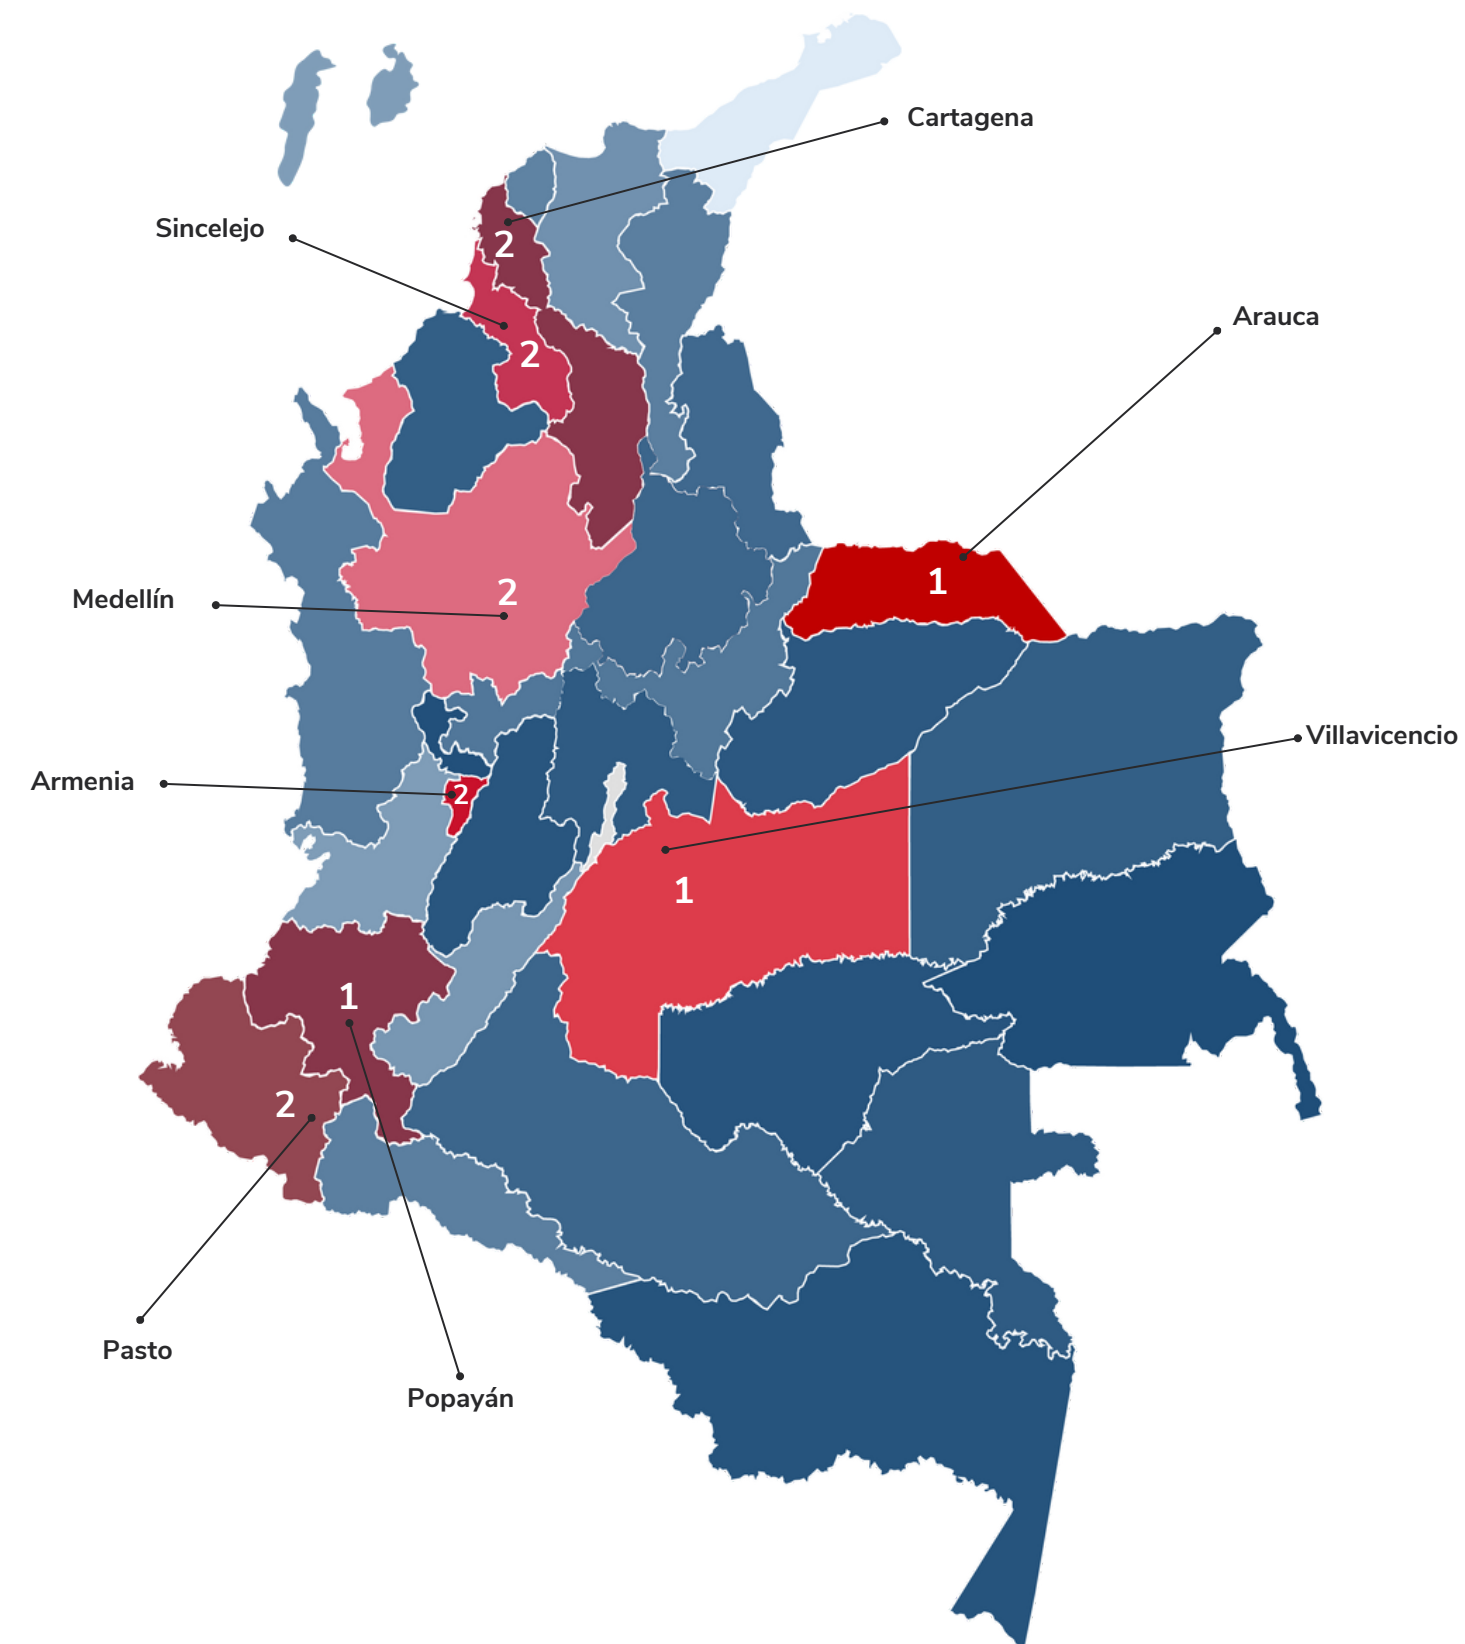 Cartagena
Sincelejo
2
Arauca
2
1
Medellín
2
Villavicencio
Armenia
2
1
1
2
Pasto
Popayán